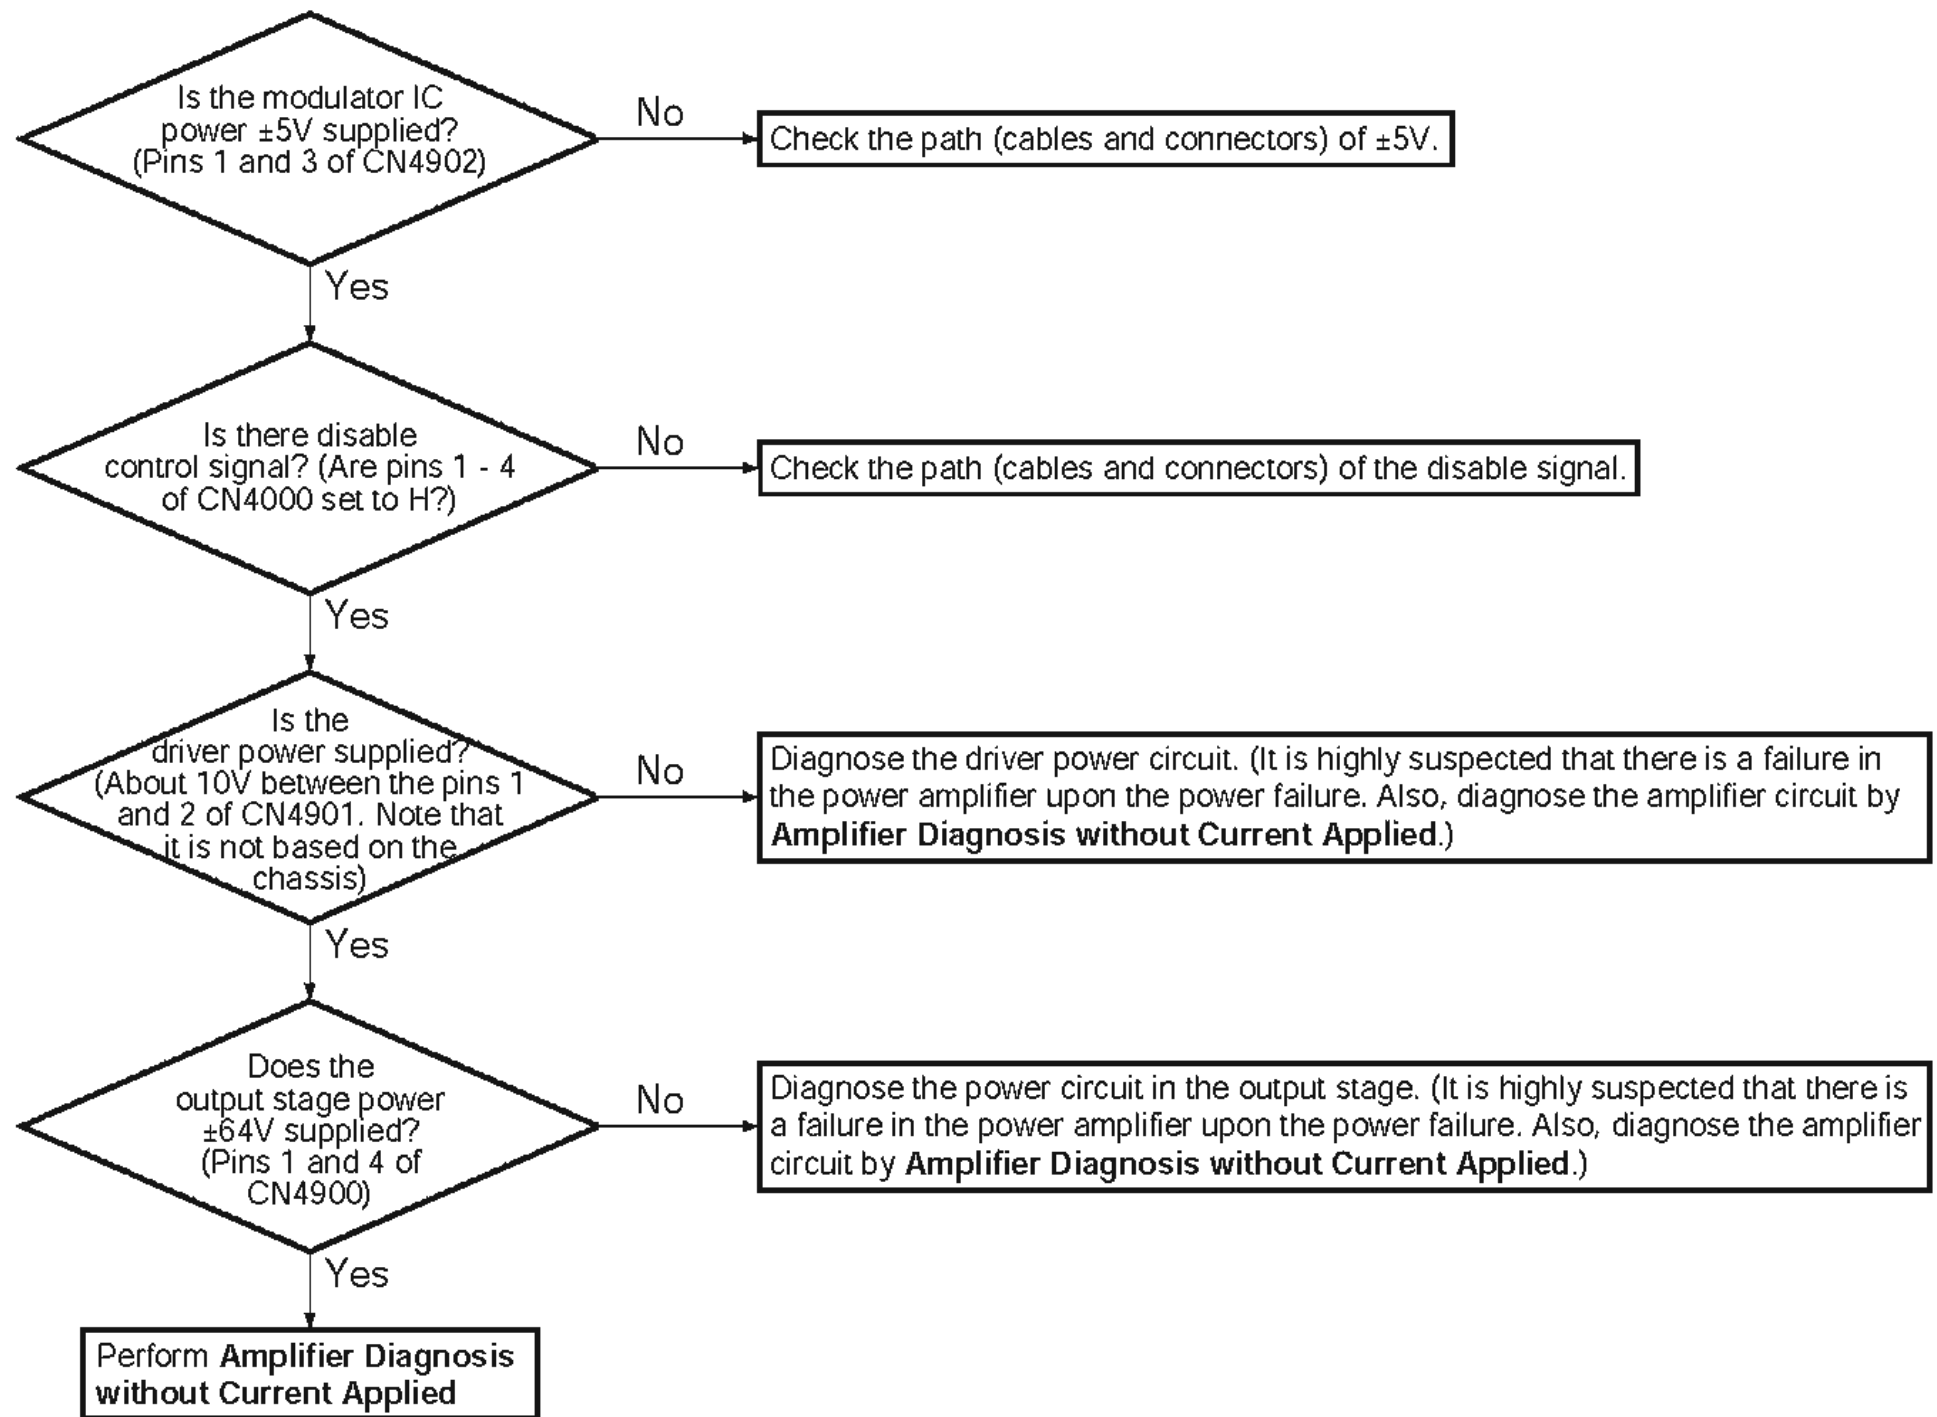 Is the modulator IC
power ±5V supplied?
(Pins 1 and 3 of CN4902)
No
Check the path (cables and connectors) of ±5V.
Yes
Is there disable
control signal? (Are pins 1 - 4
of CN4000 set to H?)
No
Check the path (cables and connectors) of the disable signal.
Yes
Is the
driver power supplied?
(About 10V between the pins 1
and 2 of CN4901. Note that
it is not based on the
chassis)
No
Diagnose the driver power circuit. (It is highly suspected that there is a failure in
the power amplifier upon the power failure. Also, diagnose the amplifier circuit by
Amplifier Diagnosis without Current Applied.)
Yes
Does the
output stage power
±64V supplied?
(Pins 1 and 4 of
CN4900)
No
Diagnose the power circuit in the output stage. (It is highly suspected that there is
a failure in the power amplifier upon the power failure. Also, diagnose the amplifier
circuit by Amplifier Diagnosis without Current Applied.)
Yes
Perform Amplifier Diagnosis
without Current Applied